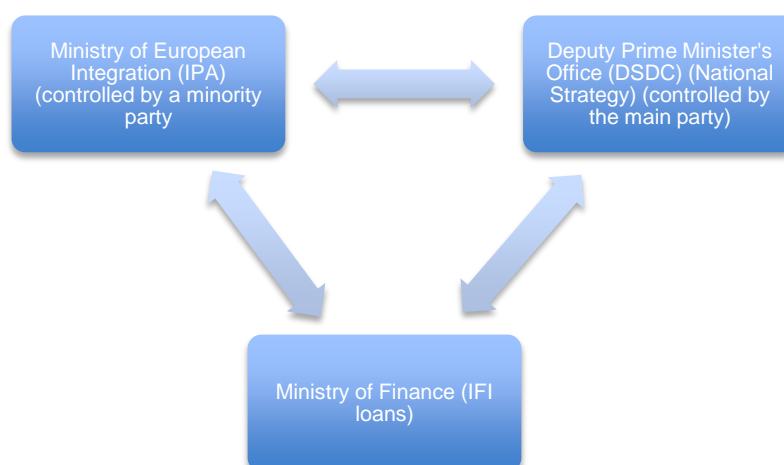 Ministry of European
Integration (IPA)
(controlled by a minority
party
Deputy Prime Minister's
Office (DSDC) (National
Strategy) (controlled by
the main party)
Ministry of Finance (IFI
loans)